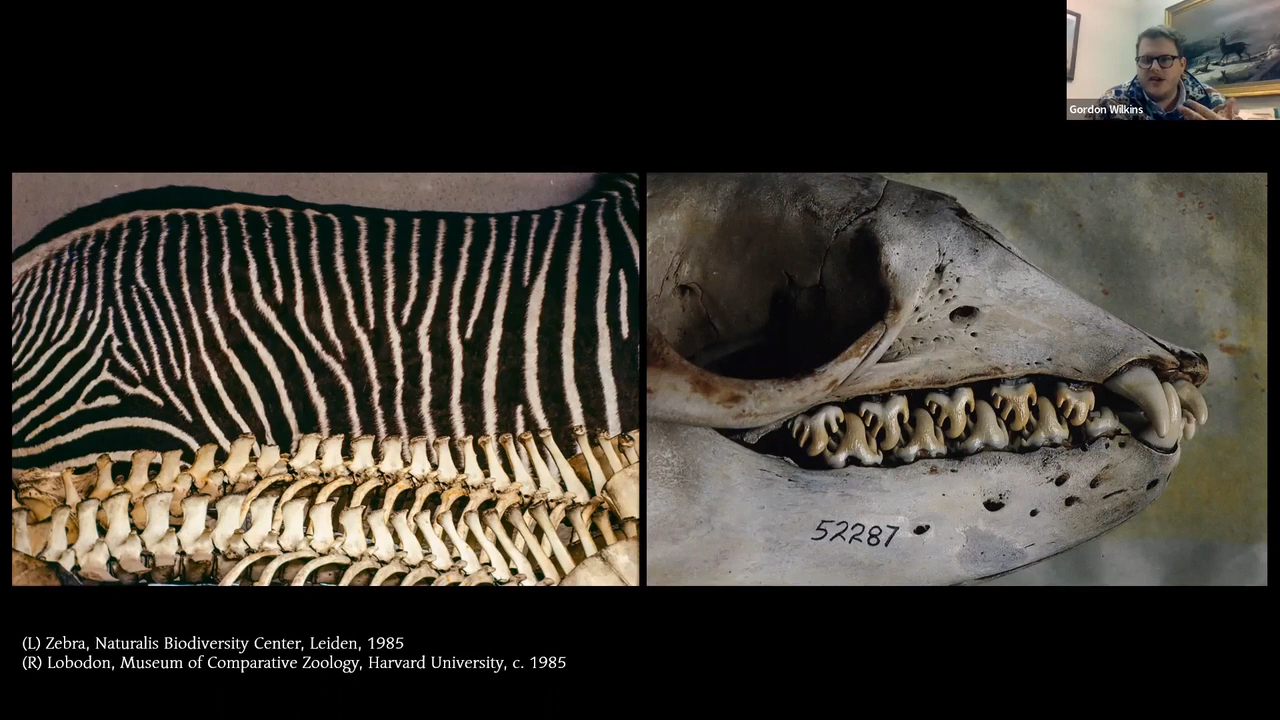 Gordon Wilkins
52287
(L) Zebra, Naturalis Biodiversity Center, Leiden, 1985
(R) Lobodon, Museum of Comparative Zoology, Harvard University, c. 1985